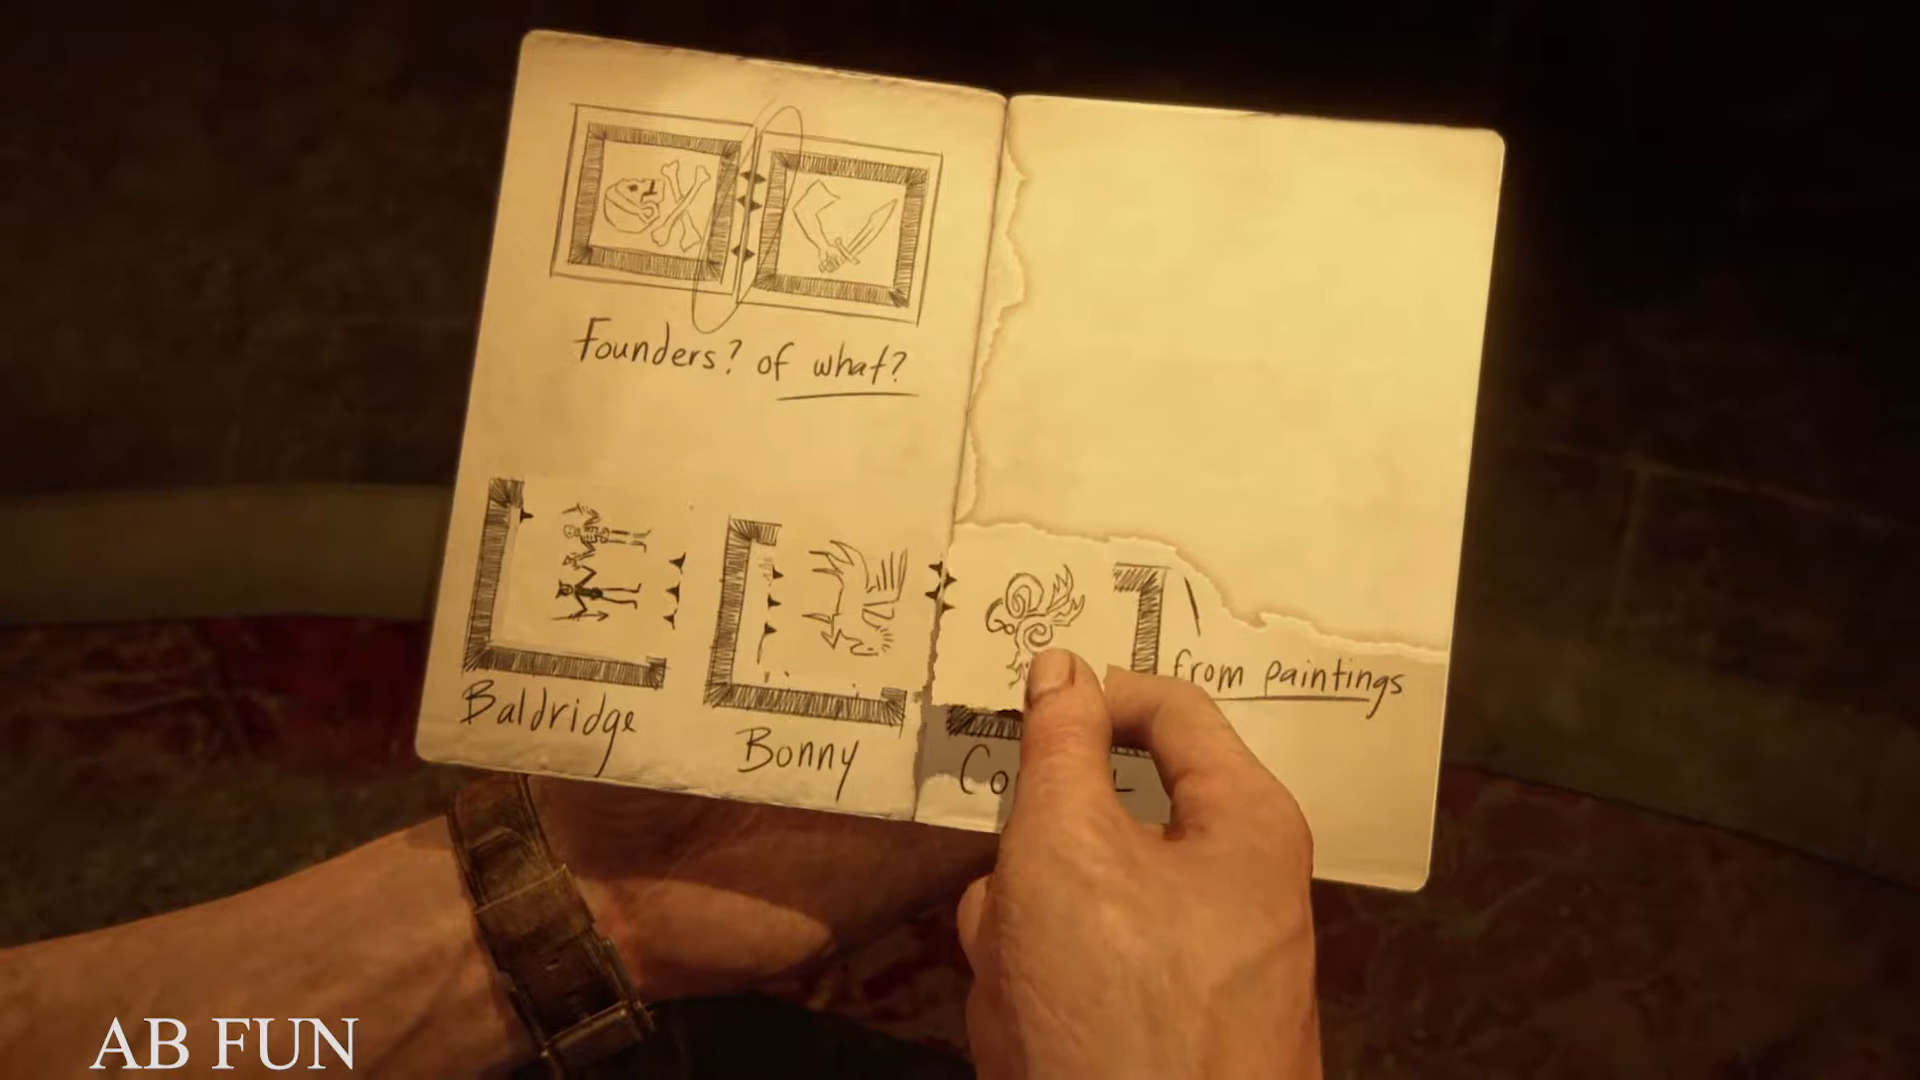 Founders? of what?
from paintings
Baldridge
Bonny
AB FUN